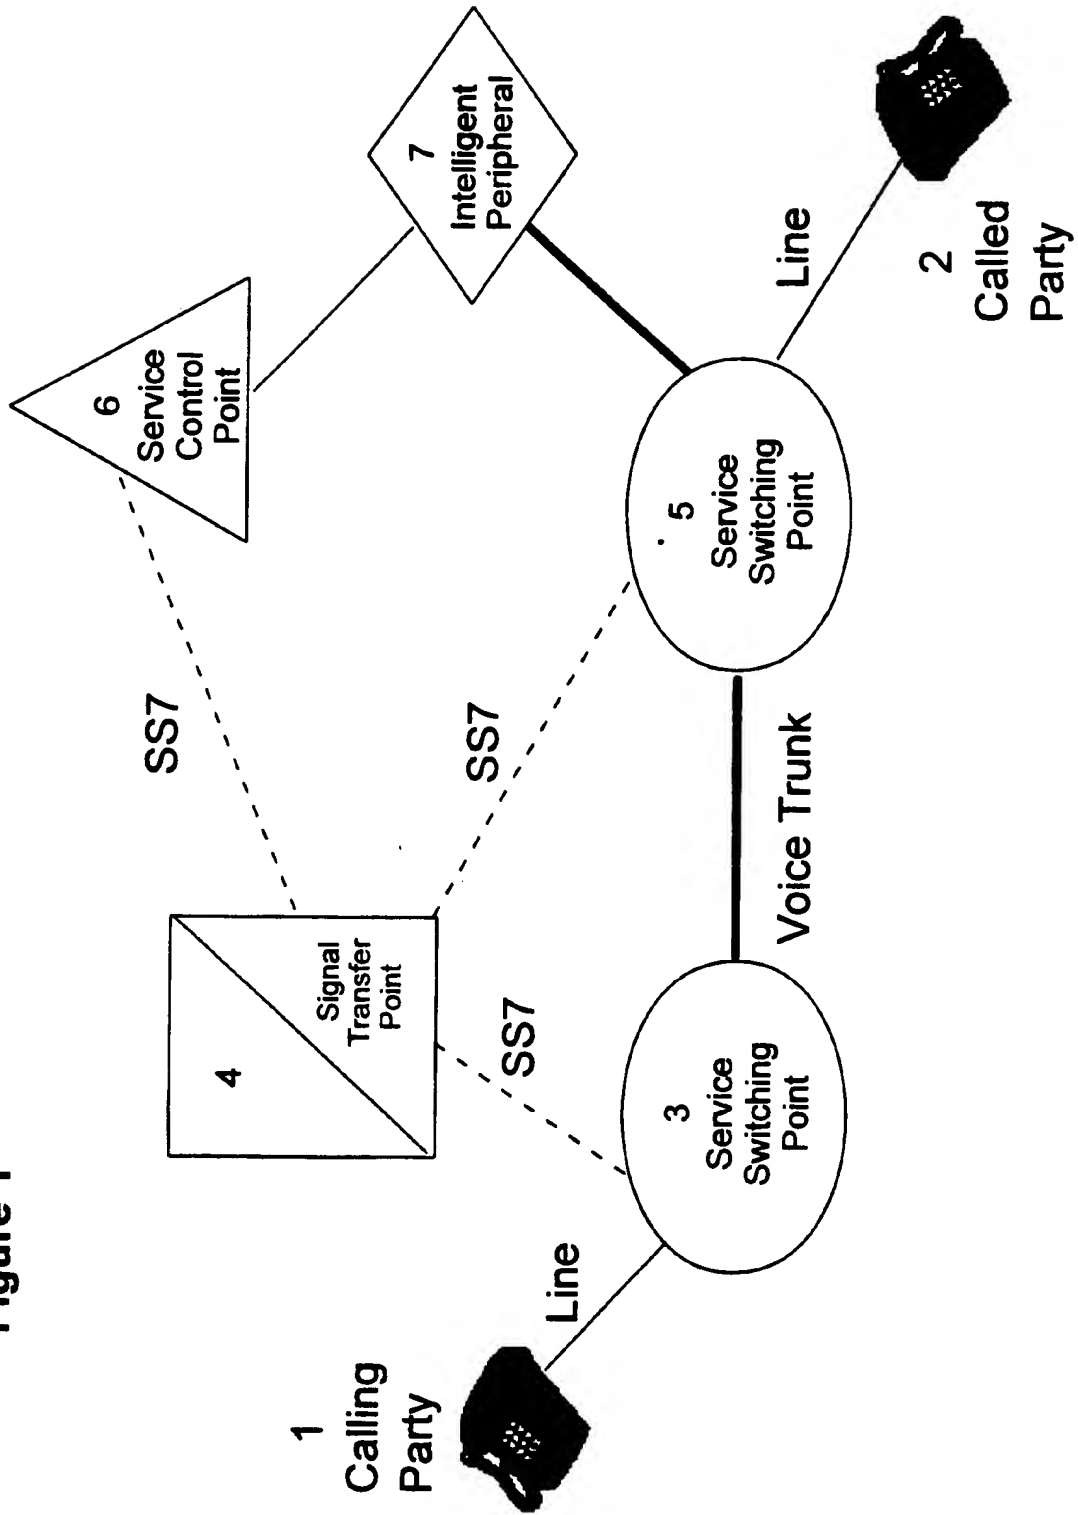 Figure 1
6
Service
Control
Point
7
Intelligent
Peripheral
SS7
4
Signal
Transfer
Point
SS7
SS7
5
Service
Switching
Point
3
Service
Switching
Point
Voice Trunk
Line
1
Calling
Party
Line
2
Called
Party